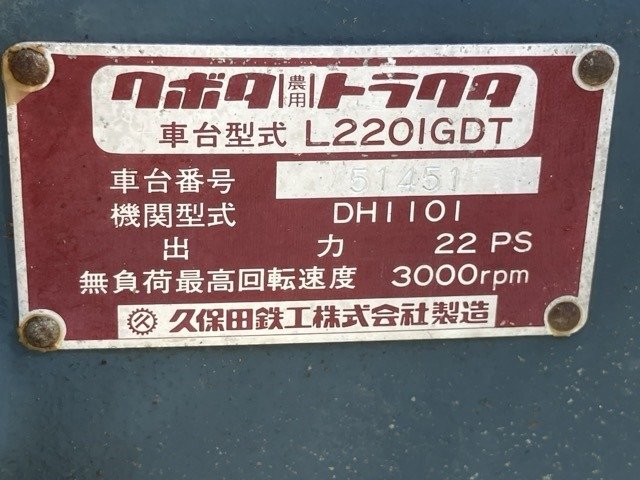 クボタ農用トラクタ
車台型式 L2201GDT
車台番号 51451
機関型式 DH1101
出力 22 PS
無負荷最高回転速度 3000rpm
久保田鉄工株式会社製造